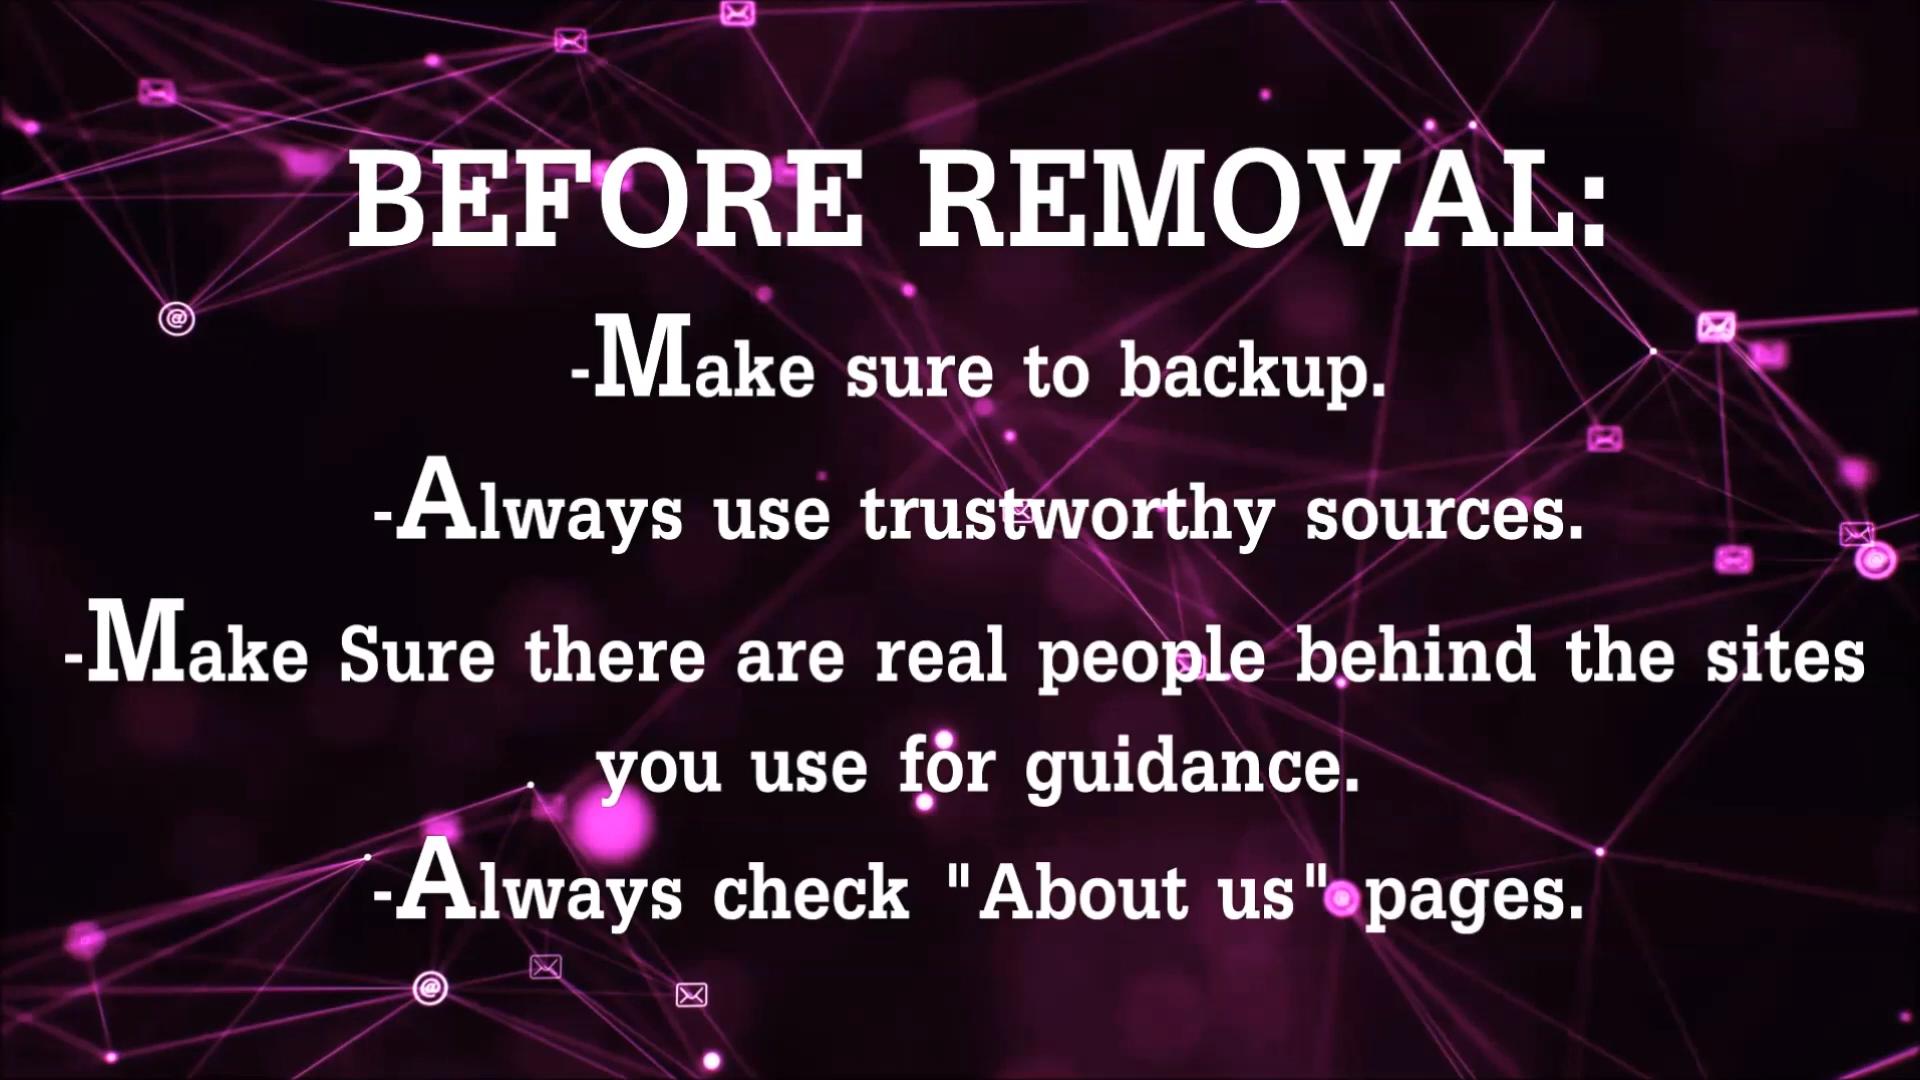 BEFORE REMOVAL:
-Make sure to backup.
-Always use trustworthy sources.
-Make Sure there are real people behind the sites
you use for guidance.
-Always check "About us" pages.